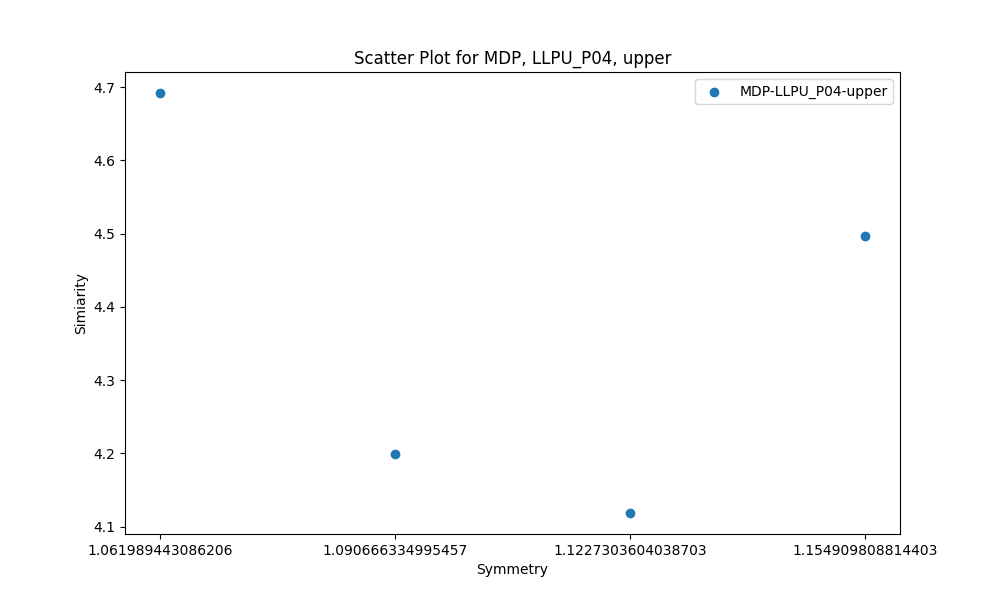 Scatter Plot for MDP, LLPU_P04, upper
MDP-LLPU_P04-upper
4.7
4.6
4.5
4.4
4.3
4.2
4.1
Simiarity
1.061989443086206
1.090666334995457
1.1227303604038703
1.154909808814403
Symmetry